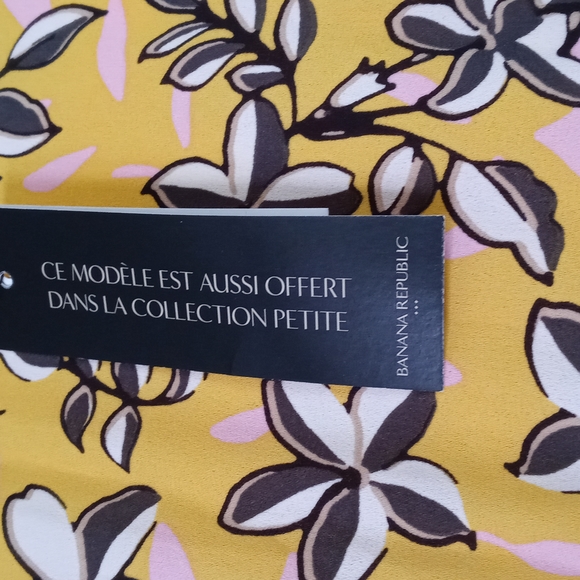 CE MODÈLE EST AUSSI OFFERT
DANS LA COLLECTION PETITE
BANANA REPUBLIC